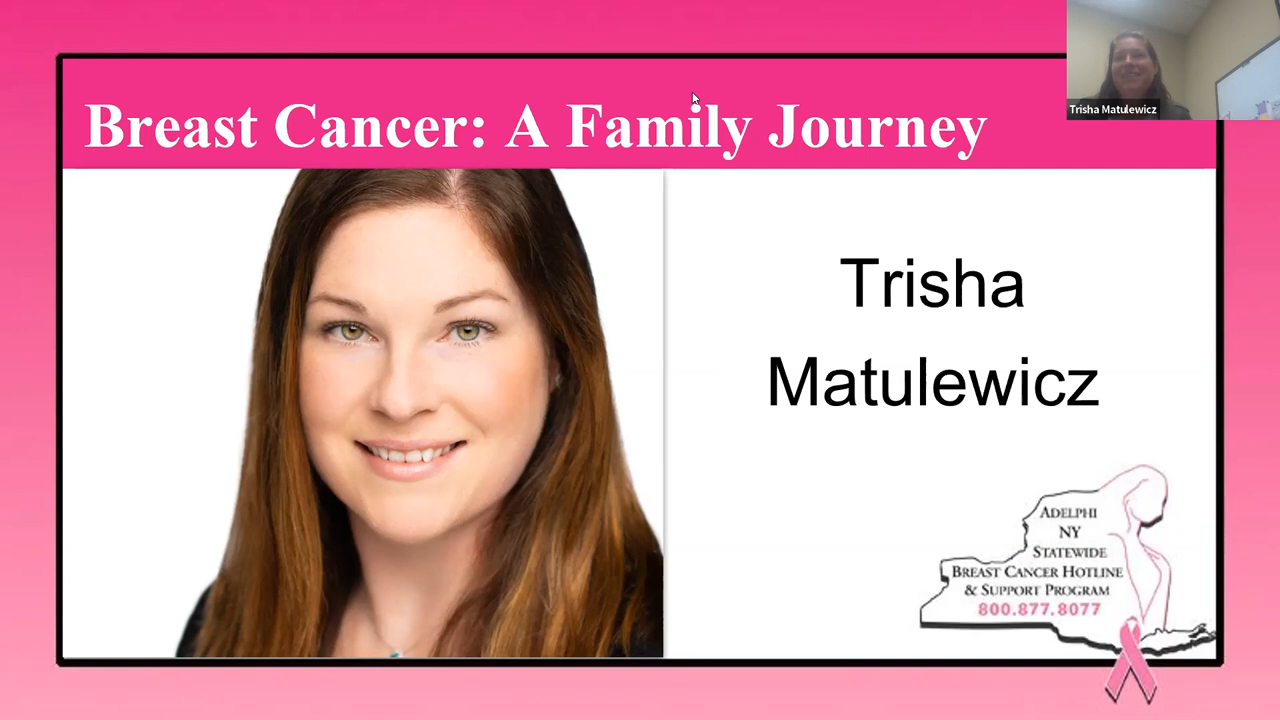 Breast Cancer: A Family Journey
Trisha Matulewicz
Trisha
Matulewicz
ADELPHI
NY
STATEWIDE
BREAST CANCER HOTLINE
& SUPPORT PROGRAM
800.877.8077